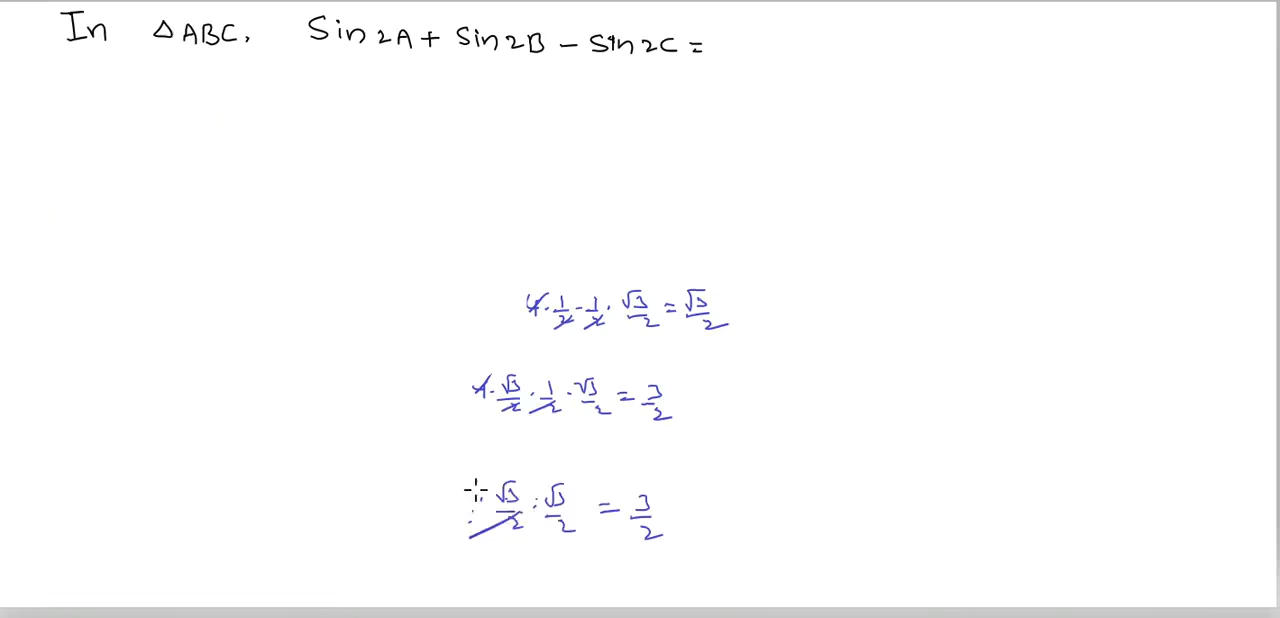 In △ABC, Sin2A + Sin2B - Sin2C =
4·1/2·1/2·√3/2 = √3/2
4·√3/2·1/2·√3/2 = 3/2
√3/2·√3/2 = 3/2